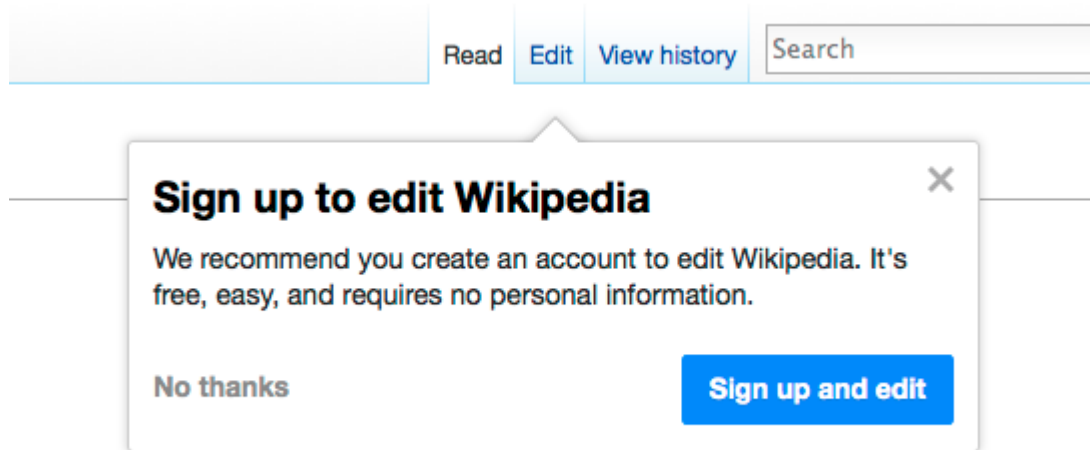 Read Edit View history Search
Sign up to edit Wikipedia
We recommend you create an account to edit Wikipedia. It's
free, easy, and requires no personal information.
No thanks Sign up and edit